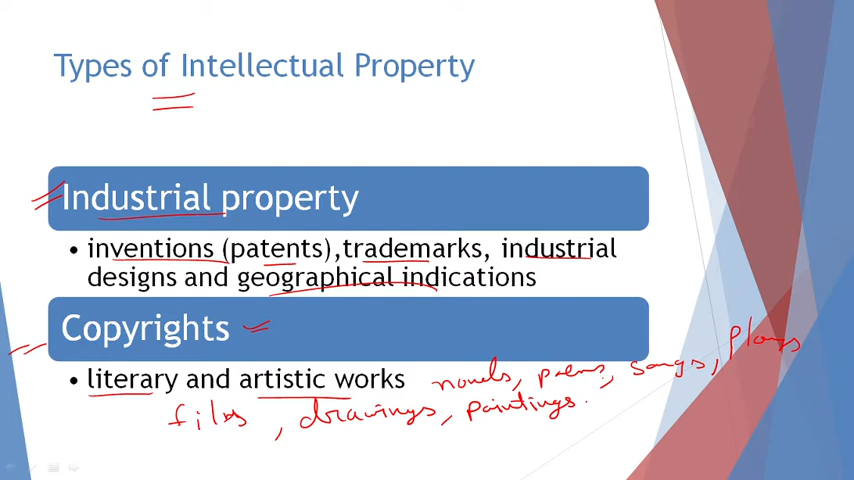 Types of Intellectual Property
Industrial property
• inventions (patents),trademarks, industrial
designs and geographical indications
Copyrights
• literary and artistic works novels, poems, songs, plays
films, drawings, paintings.